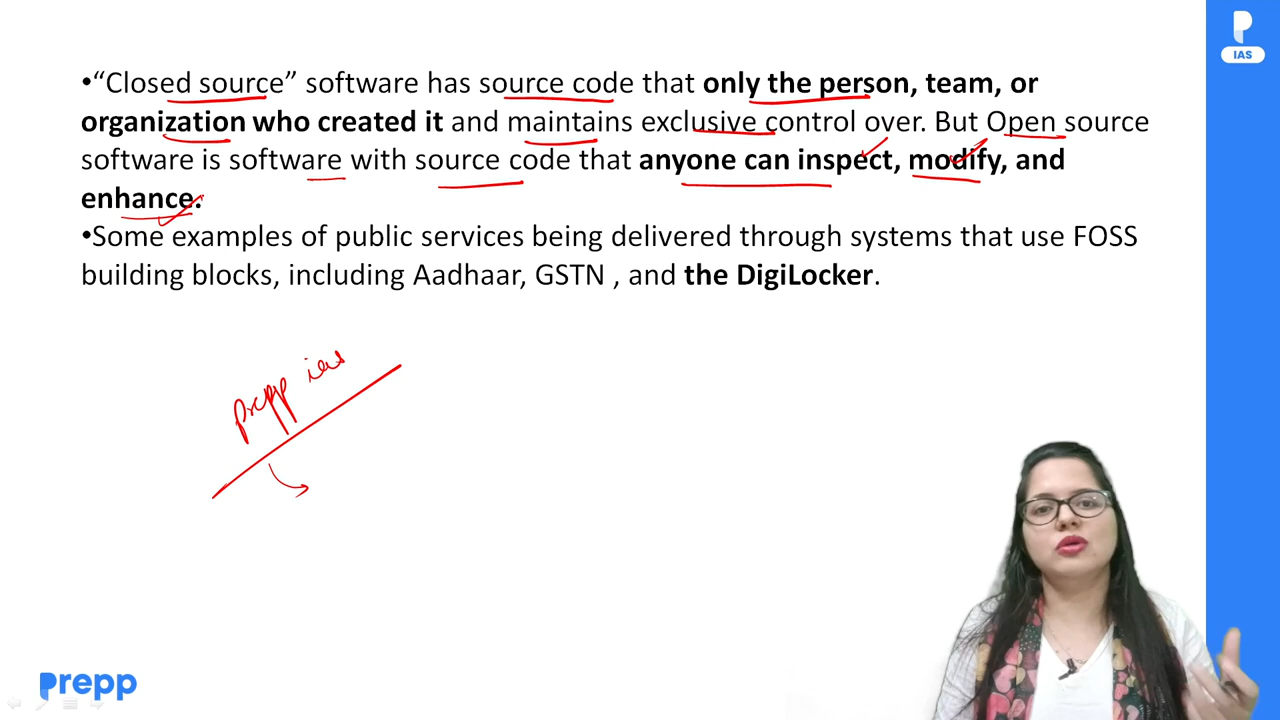 IAS
•“Closed source” software has source code that only the person, team, or
organization who created it and maintains exclusive control over. But Open source
software is software with source code that anyone can inspect, modify, and
enhance.
•Some examples of public services being delivered through systems that use FOSS
building blocks, including Aadhaar, GSTN , and the DigiLocker.
prepp ias
prepp